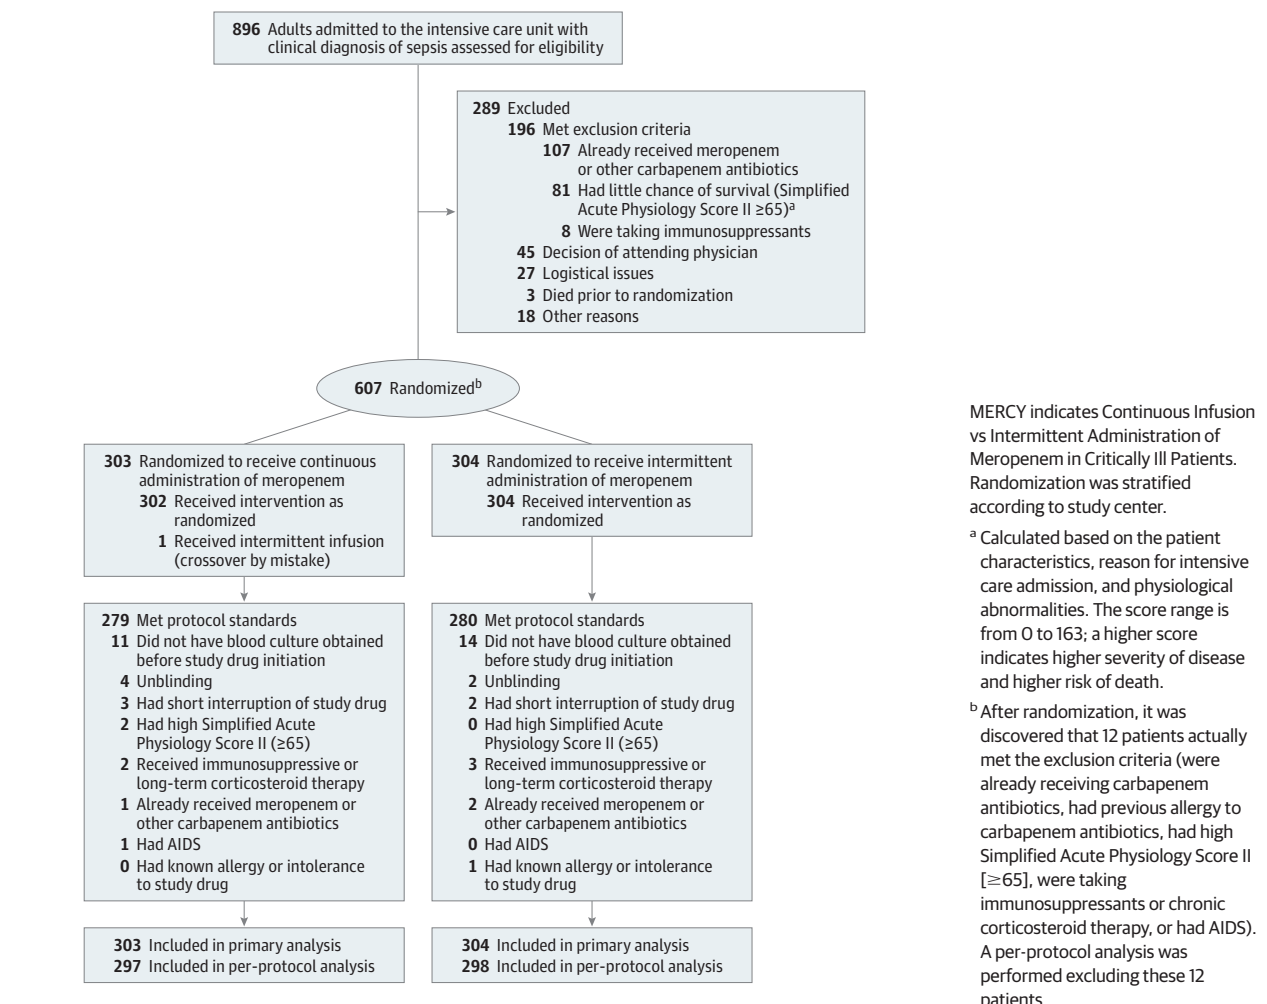 896 Adults admitted to the intensive care unit with
clinical diagnosis of sepsis assessed for eligibility
289 Excluded
196 Met exclusion criteria
107 Already received meropenem
or other carbapenem antibiotics
81 Had little chance of survival (Simplified
Acute Physiology Score II ≥65)a
8 Were taking immunosuppressants
45 Decision of attending physician
27 Logistical issues
3 Died prior to randomization
18 Other reasons
607 Randomizedb
303 Randomized to receive continuous
administration of meropenem
302 Received intervention as
randomized
1 Received intermittent infusion
(crossover by mistake)
304 Randomized to receive intermittent
administration of meropenem
304 Received intervention as
randomized
279 Met protocol standards
11 Did not have blood culture obtained
before study drug initiation
4 Unblinding
3 Had short interruption of study drug
2 Had high Simplified Acute
Physiology Score II (≥65)
2 Received immunosuppressive or
long-term corticosteroid therapy
1 Already received meropenem or
other carbapenem antibiotics
1 Had AIDS
0 Had known allergy or intolerance
to study drug
280 Met protocol standards
14 Did not have blood culture obtained
before study drug initiation
2 Unblinding
2 Had short interruption of study drug
0 Had high Simplified Acute
Physiology Score II (≥65)
3 Received immunosuppressive or
long-term corticosteroid therapy
2 Already received meropenem or
other carbapenem antibiotics
0 Had AIDS
1 Had known allergy or intolerance
to study drug
303 Included in primary analysis
297 Included in per-protocol analysis
304 Included in primary analysis
298 Included in per-protocol analysis
MERCY indicates Continuous Infusion
vs Intermittent Administration of
Meropenem in Critically Ill Patients.
Randomization was stratified
according to study center.
a Calculated based on the patient
characteristics, reason for intensive
care admission, and physiological
abnormalities. The score range is
from 0 to 163; a higher score
indicates higher severity of disease
and higher risk of death.
b After randomization, it was
discovered that 12 patients actually
met the exclusion criteria (were
already receiving carbapenem
antibiotics, had previous allergy to
carbapenem antibiotics, had high
Simplified Acute Physiology Score II
[≥65], were taking
immunosuppressants or chronic
corticosteroid therapy, or had AIDS).
A per-protocol analysis was
performed excluding these 12
patients